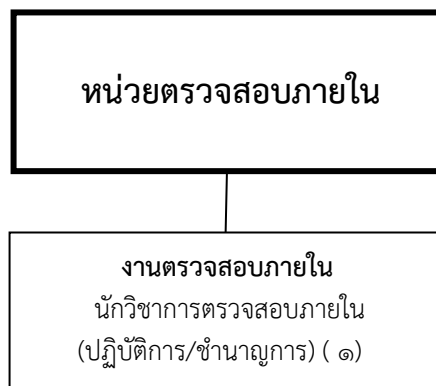 หน่วยตรวจสอบภายใน
งานตรวจสอบภายใน
นักวิชาการตรวจสอบภายใน
(ปฏิบัติการ/ชำนาญการ) ( ๑)